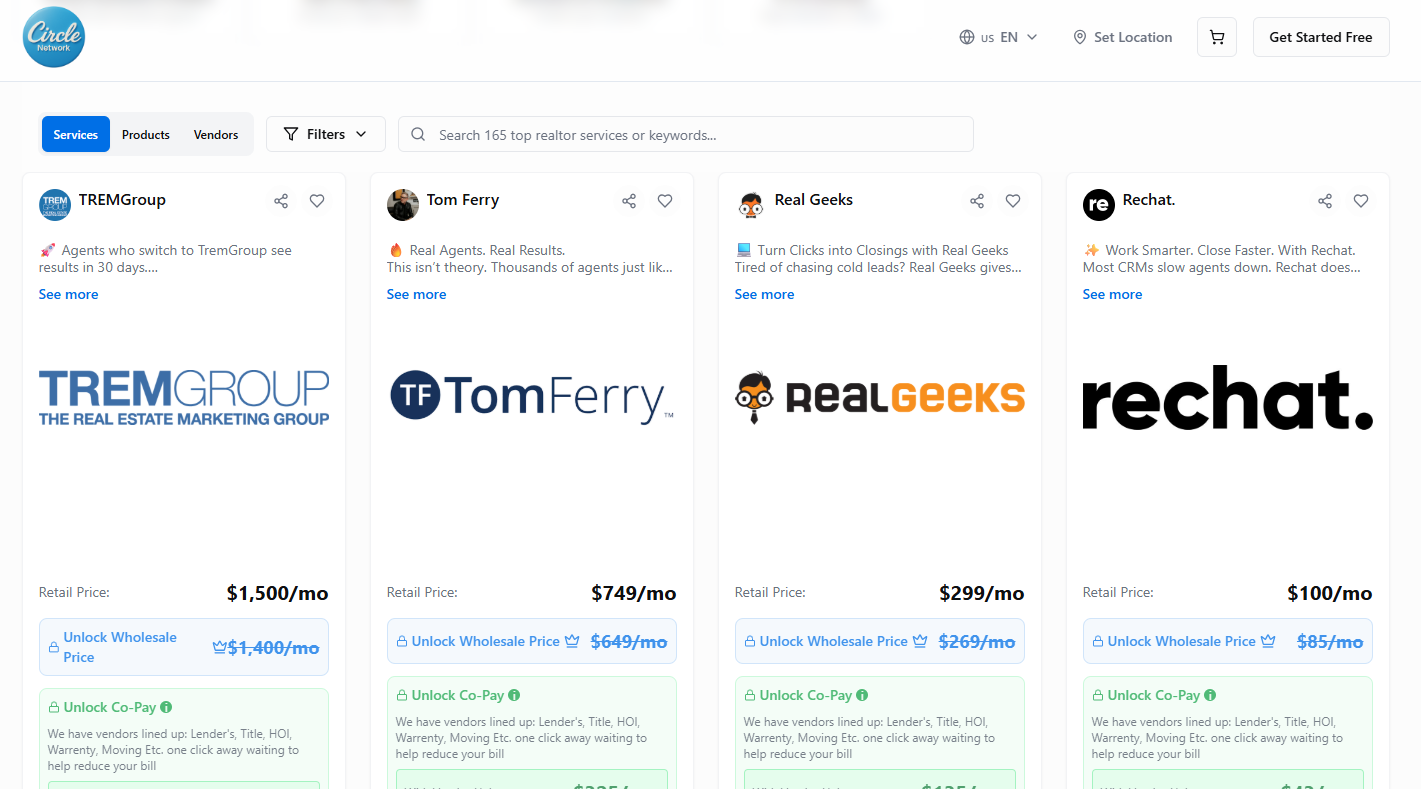 Circle
Network
us EN
Set Location
Get Started Free
Services
Products
Vendors
Filters
Search 165 top realtor services or keywords...
TREM
GROUP
TREMGroup
🚀 Agents who switch to TremGroup see
results in 30 days....
See more
TREMGROUP
THE REAL ESTATE MARKETING GROUP
Retail Price:
$1,500/mo
Unlock Wholesale
Price
$1,400/mo
Unlock Co-Pay
We have vendors lined up: Lender's, Title, HOI,
Warrenty, Moving Etc. one click away waiting to
help reduce your bill
Tom Ferry
🔥 Real Agents. Real Results.
This isn't theory. Thousands of agents just lik...
See more
TF TomFerry™
Retail Price:
$749/mo
Unlock Wholesale Price
$649/mo
Unlock Co-Pay
We have vendors lined up: Lender's, Title, HOI,
Warrenty, Moving Etc. one click away waiting to
help reduce your bill
Real Geeks
💻 Turn Clicks into Closings with Real Geeks
Tired of chasing cold leads? Real Geeks gives...
See more
REALGEEKS
Retail Price:
$299/mo
Unlock Wholesale Price
$269/mo
Unlock Co-Pay
We have vendors lined up: Lender's, Title, HOI,
Warrenty, Moving Etc. one click away waiting to
help reduce your bill
re
Rechat.
✨ Work Smarter. Close Faster. With Rechat.
Most CRMs slow agents down. Rechat does...
See more
rechat.
Retail Price:
$100/mo
Unlock Wholesale Price
$85/mo
Unlock Co-Pay
We have vendors lined up: Lender's, Title, HOI,
Warrenty, Moving Etc. one click away waiting to
help reduce your bill